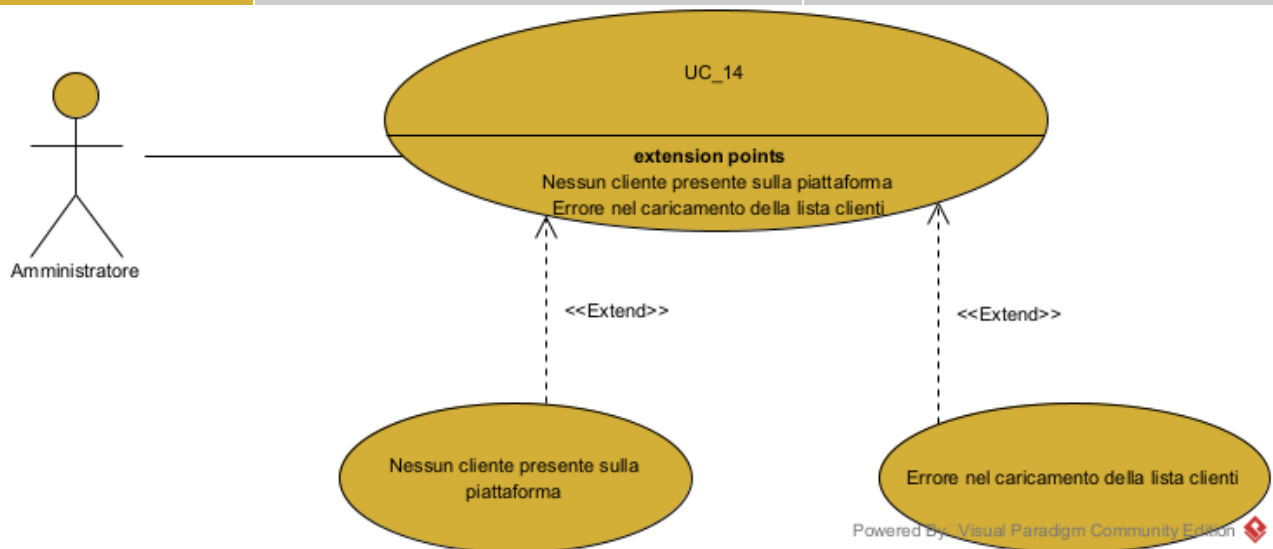 UC_14
extension points
Nessun cliente presente sulla piattaforma
Errore nel caricamento della lista clienti
Amministratore
<<Extend>>
<<Extend>>
Nessun cliente presente sulla
piattaforma
Errore nel caricamento della lista clienti
Powered By: Visual Paradigm Community Edition